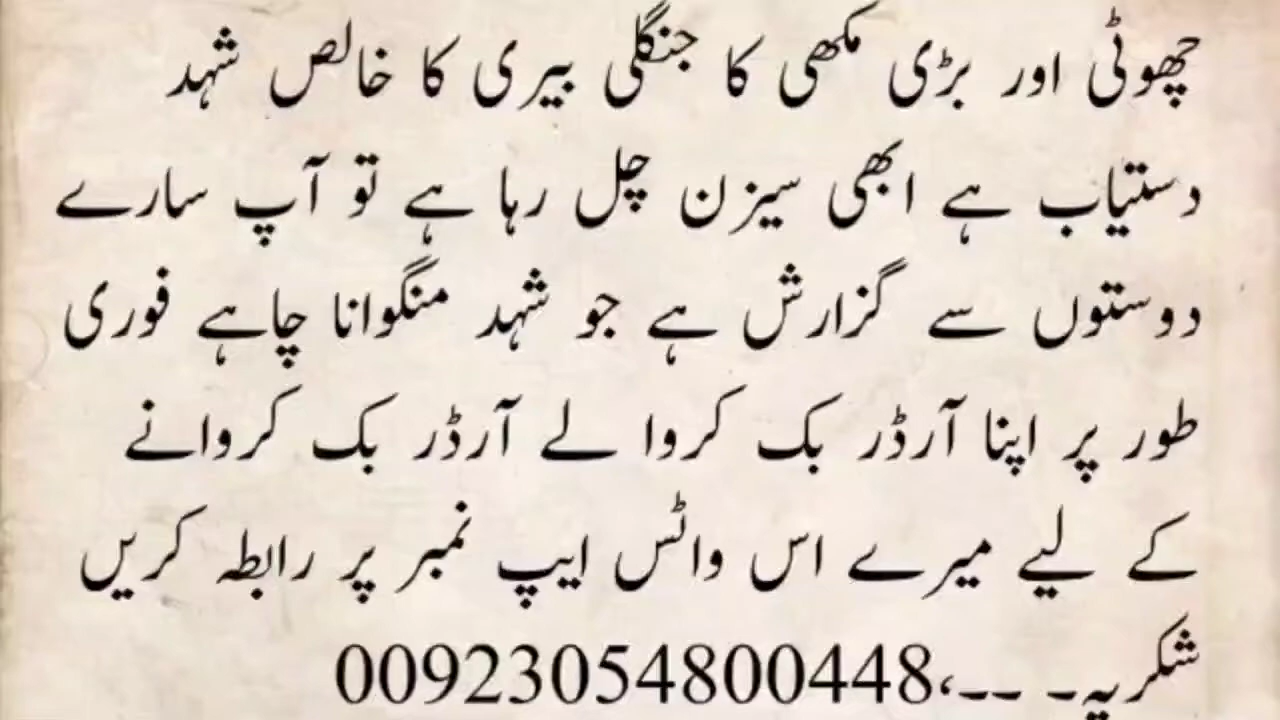 چھوٹی اور بڑی مکھی کا جنگلی بیری کا خالص شہد
دستیاب ہے ابھی سیزن چل رہا ہے تو آپ سارے
دوستوں سے گزارش ہے جو شہد منگوانا چاہے فوری
طور پر اپنا آرڈر بک کروا لے آرڈر بک کروانے
کے لیے میرے اس واٹس ایپ نمبر پر رابطہ کریں
شکریہ۔ ۔۔،00923054800448